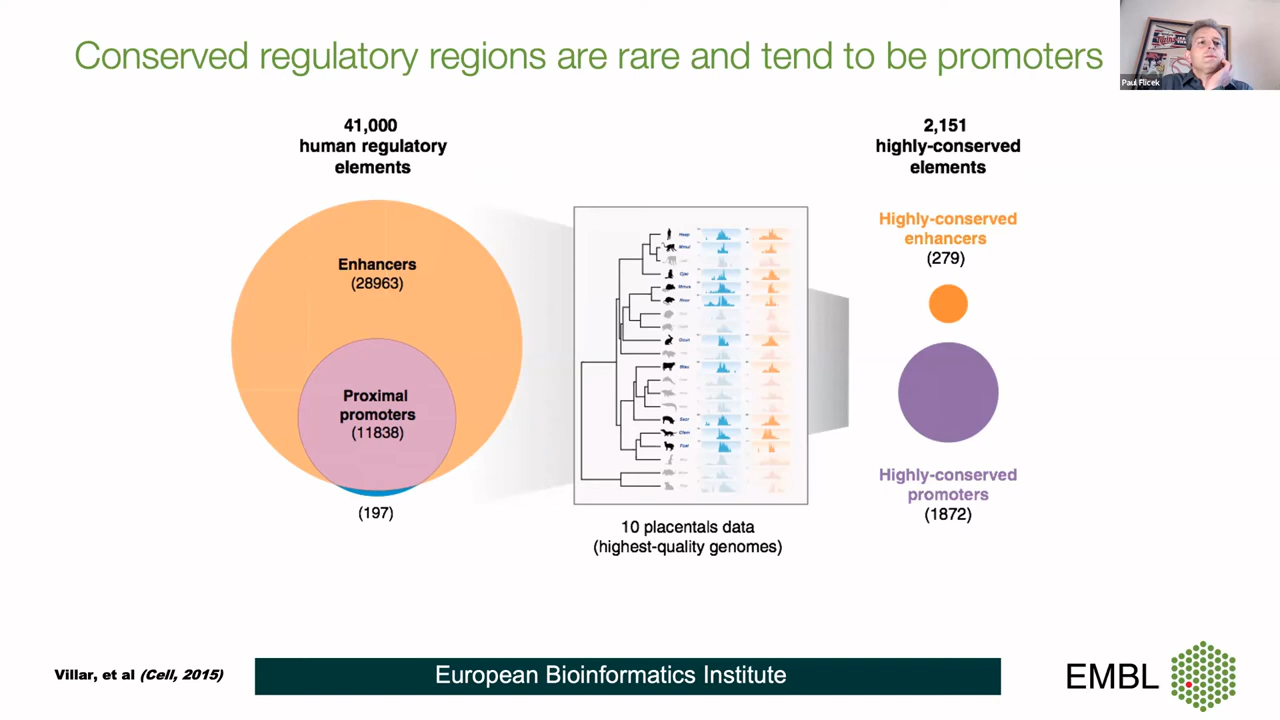 Conserved regulatory regions are rare and tend to be promoters
Paul Flicek
41,000
human regulatory
elements
Enhancers
(28963)
Proximal
promoters
(11838)
(197)
10 placentals data
(highest-quality genomes)
2,151
highly-conserved
elements
Highly-conserved
enhancers
(279)
Highly-conserved
promoters
(1872)
Villar, et al (Cell, 2015)
European Bioinformatics Institute
EMBL